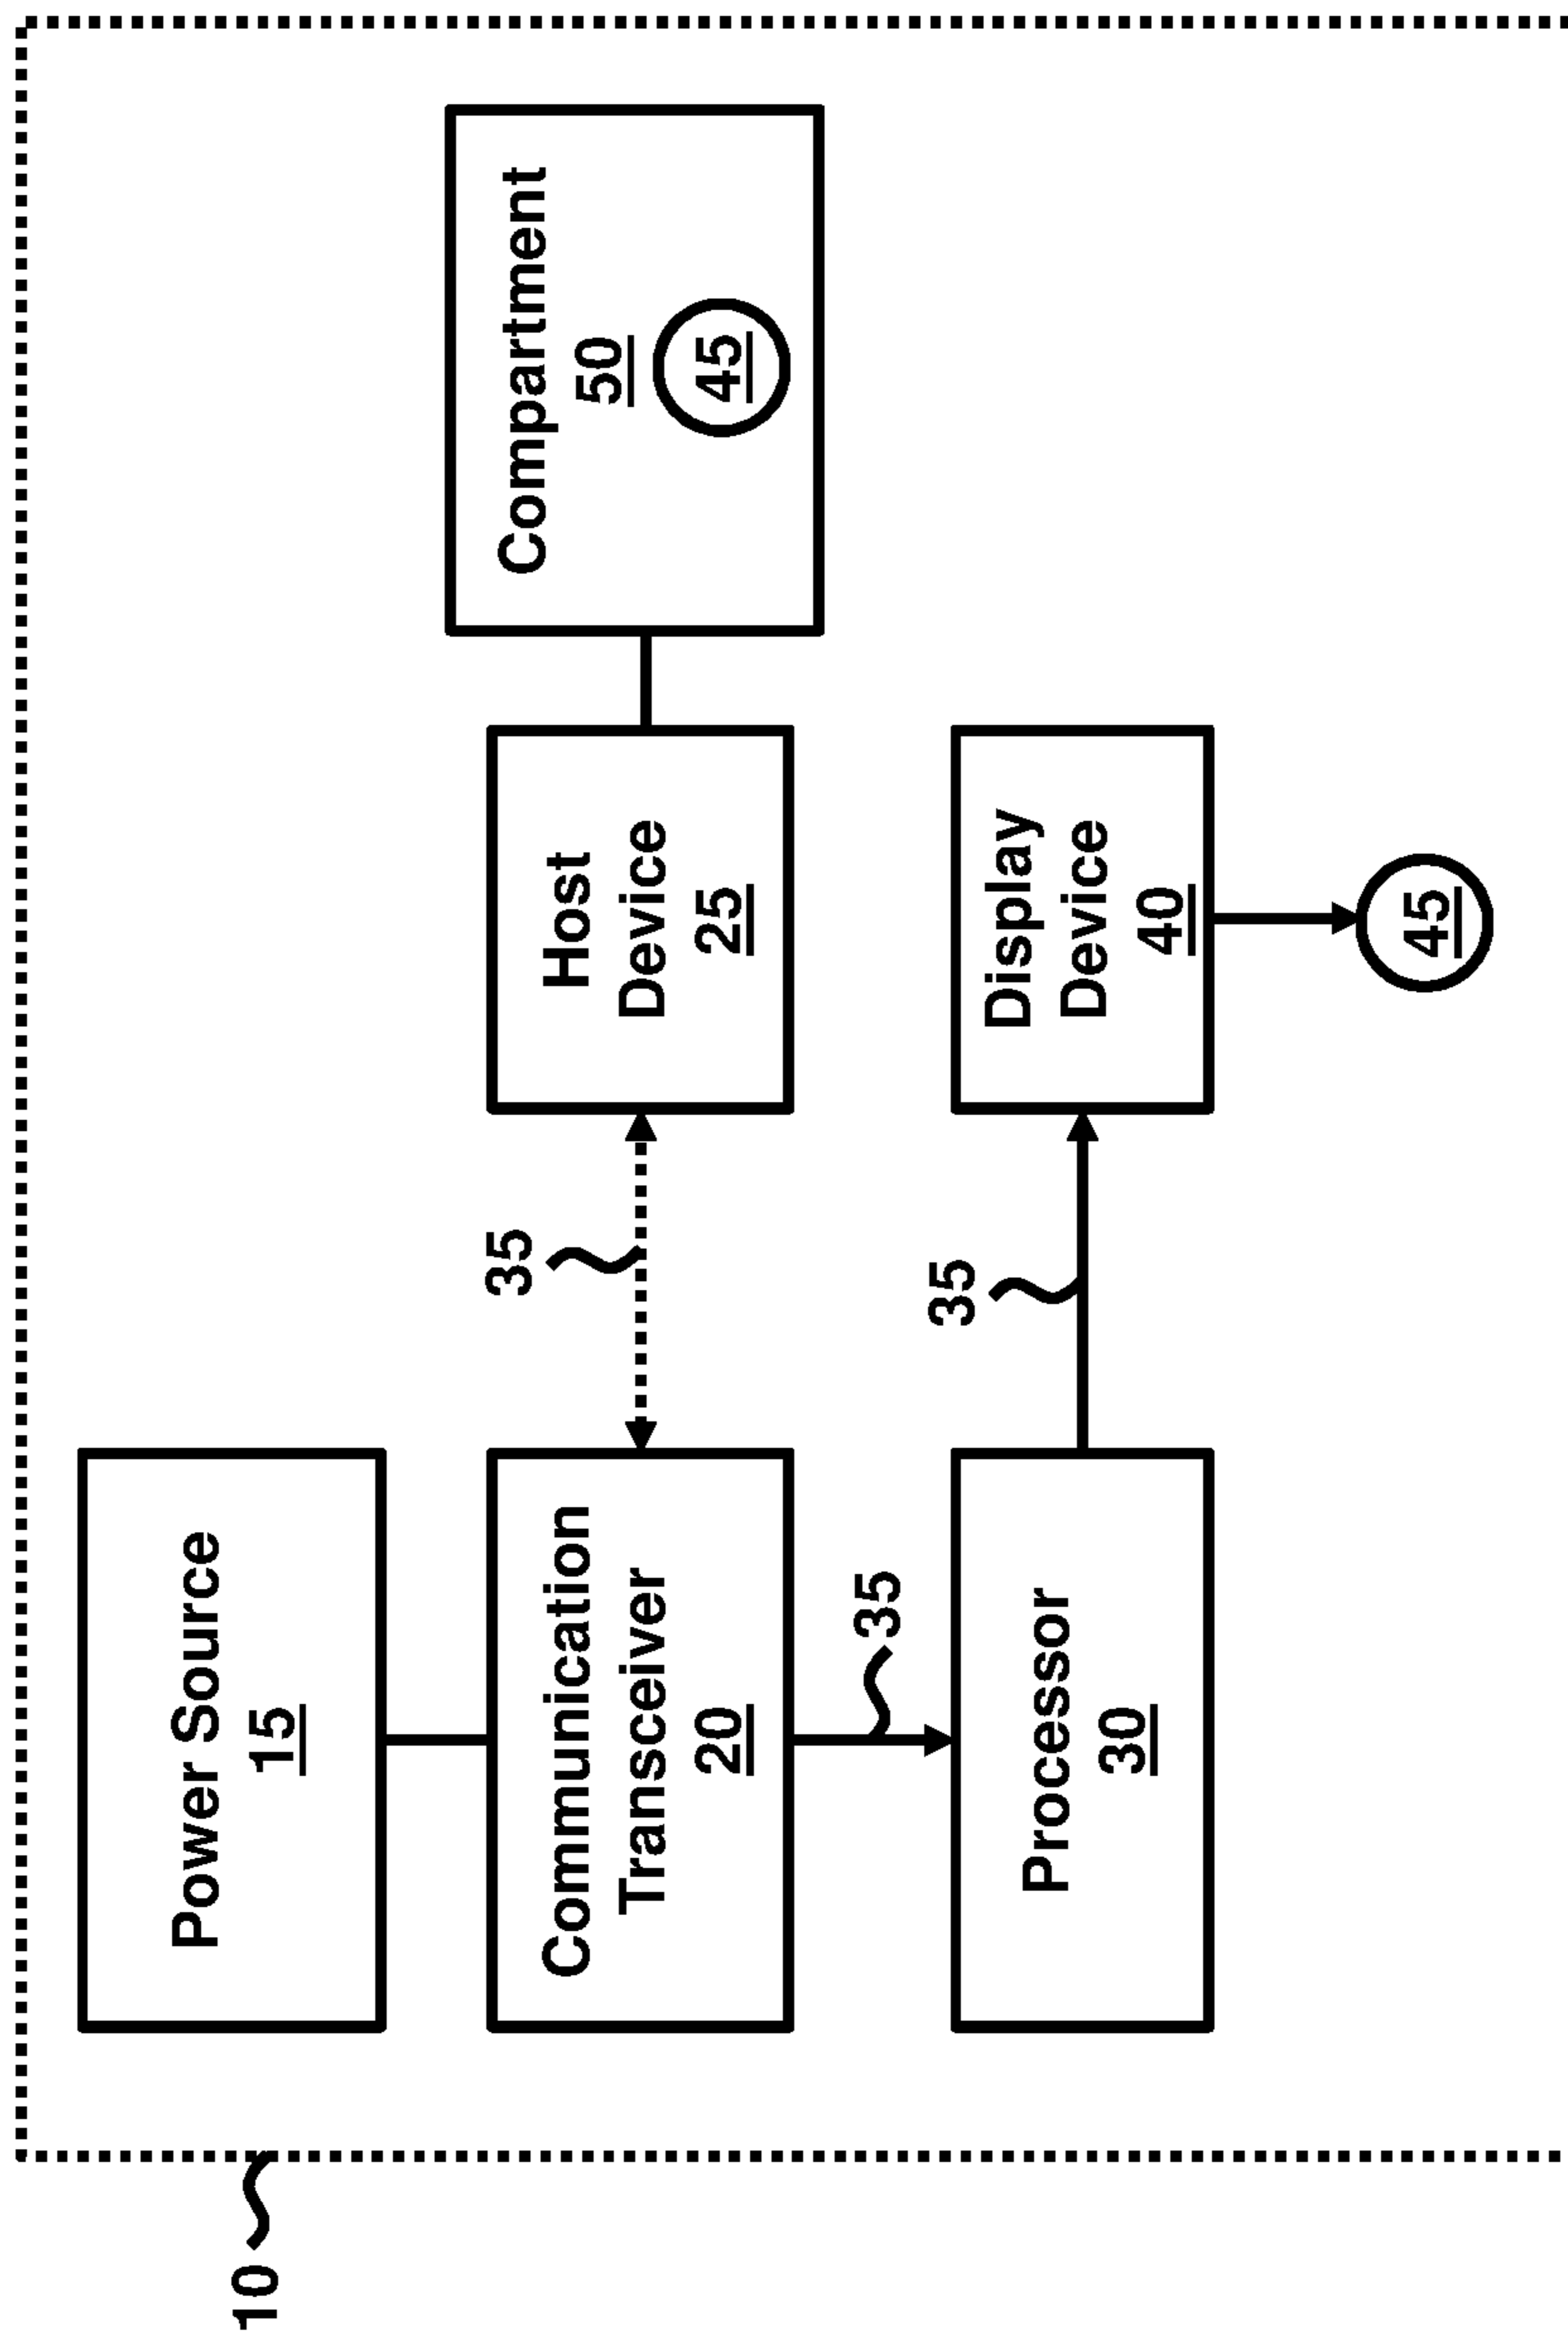 10
Power Source
15
Communication
Transceiver
20
35
Host
Device
25
Compartment
50
45
35
Processor
30
35
Display
Device
40
45